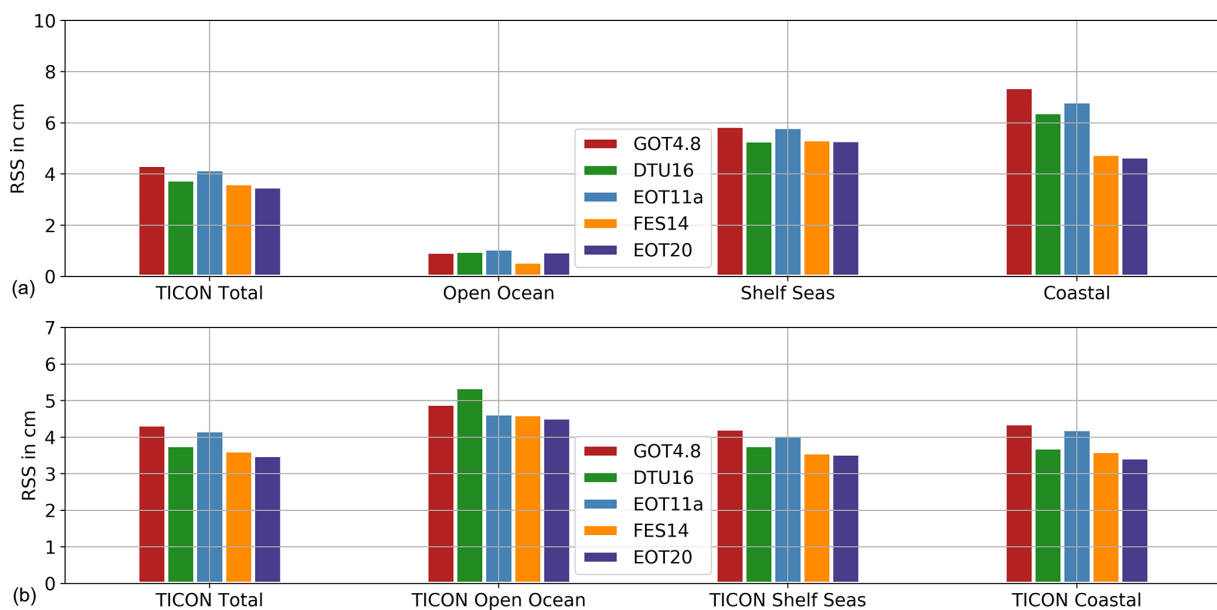 10
8
6
4
2
0
RSS in cm
GOT4.8
DTU16
EOT11a
FES14
EOT20
(a)
TICON Total
Open Ocean
Shelf Seas
Coastal
7
6
5
4
3
2
1
0
RSS in cm
GOT4.8
DTU16
EOT11a
FES14
EOT20
(b)
TICON Total
TICON Open Ocean
TICON Shelf Seas
TICON Coastal